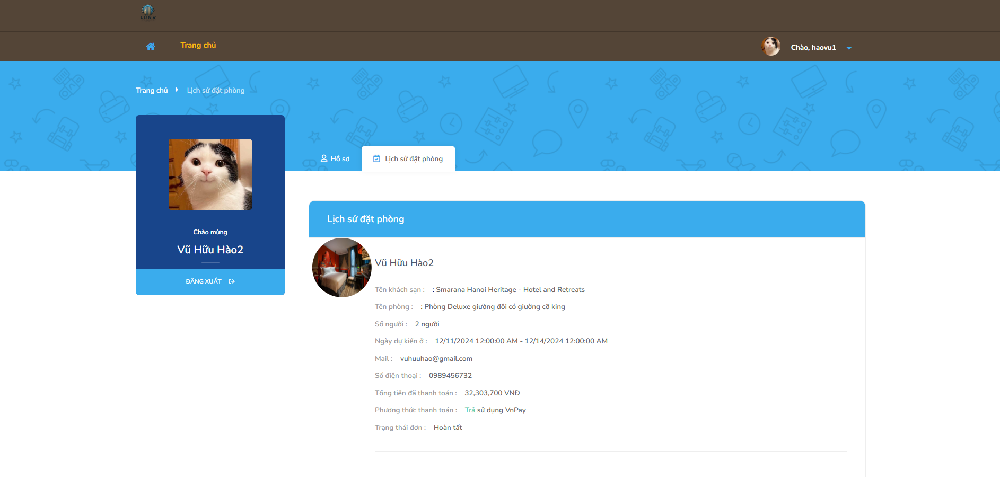 LUNA
Trang chủ
Chào, haovu1
Trang chủ
Lịch sử đặt phòng
Hồ sơ
Lịch sử đặt phòng
Chào mừng
Vũ Hữu Hào2
ĐĂNG XUẤT
Lịch sử đặt phòng
Vũ Hữu Hào2
Tên khách sạn : : Smarana Hanoi Heritage - Hotel and Retreats
Tên phòng : : Phòng Deluxe giường đôi có giường cỡ king
Số người : 2 người
Ngày dự kiến ở : 12/11/2024 12:00:00 AM - 12/14/2024 12:00:00 AM
Mail : vuhuuhao@gmail.com
Số điện thoại : 0989456732
Tổng tiền đã thanh toán : 32,303,700 VNĐ
Phương thức thanh toán : Trả sử dụng VnPay
Trạng thái đơn : Hoàn tất